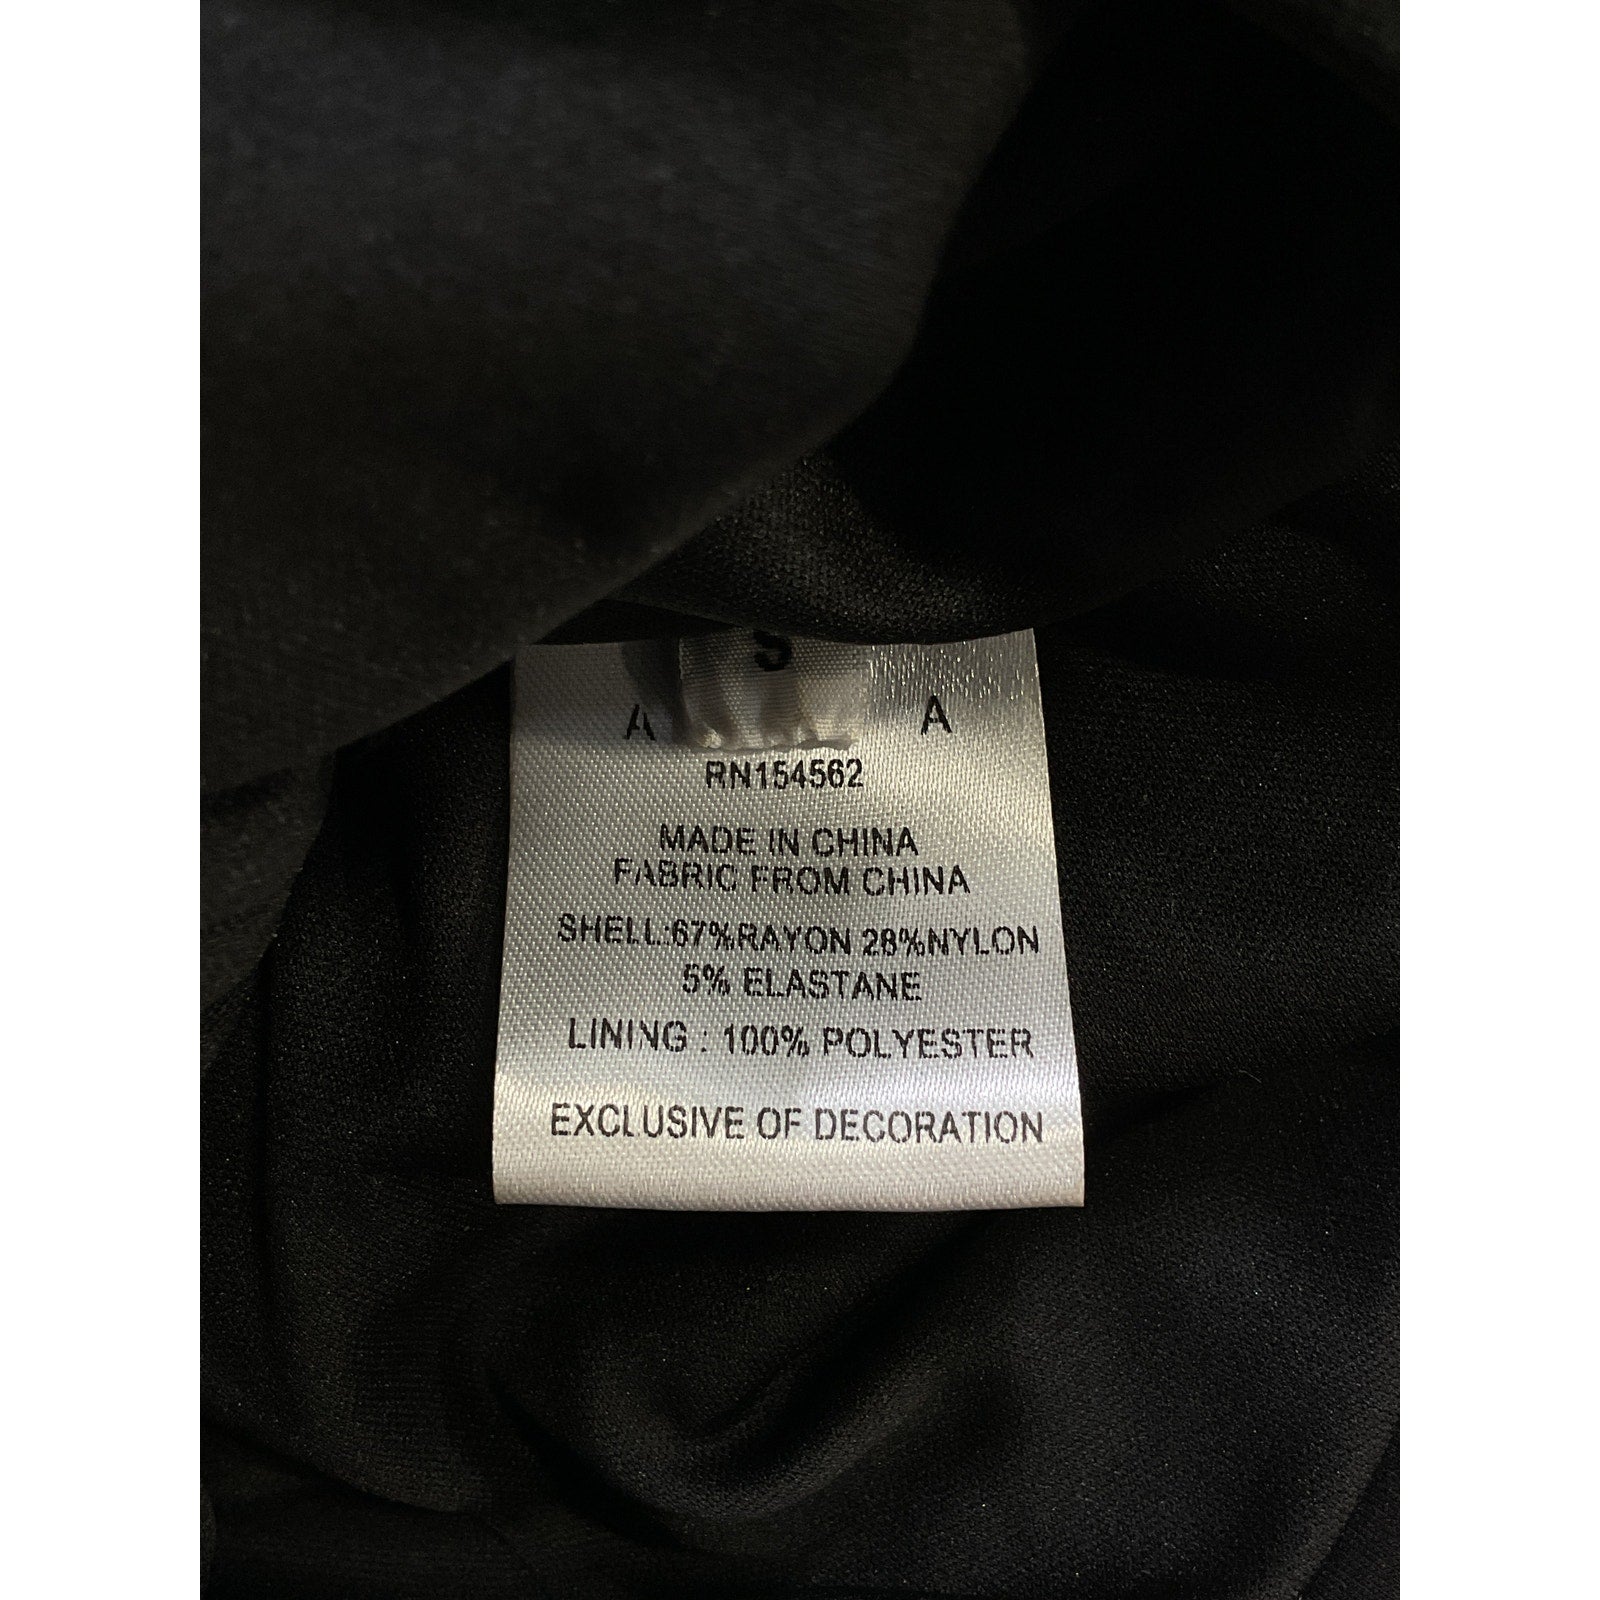 S
A A
RN154562
MADE IN CHINA
FABRIC FROM CHINA
SHELL:67%RAYON 28%NYLON
5% ELASTANE
LINING : 100% POLYESTER
EXCLUSIVE OF DECORATION